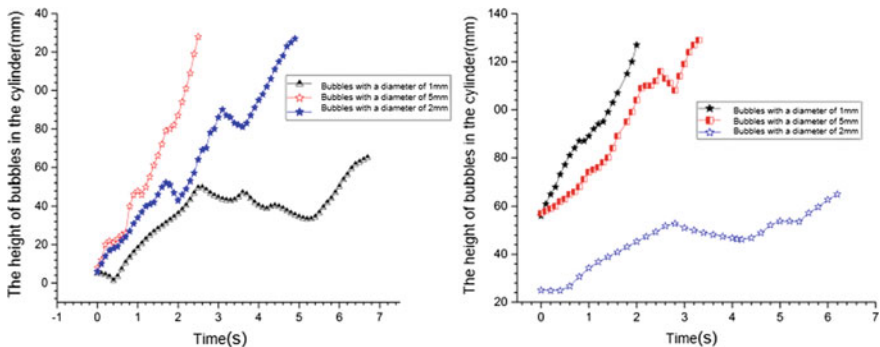 The height of bubbles in the cylinder(mm)
40
20
00
80
60
40
20
0
-1 0 1 2 3 4 5 6 7
Time(s)
Bubbles with a diameter of 1mm
Bubbles with a diameter of 5mm
Bubbles with a diameter of 2mm
The height of bubbles in the cylinder(mm)
140
120
00
80
60
40
20
0 1 2 3 4 5 6 7
Time(s)
Bubbles with a diameter of 1mm
Bubbles with a diameter of 5mm
Bubbles with a diameter of 2mm